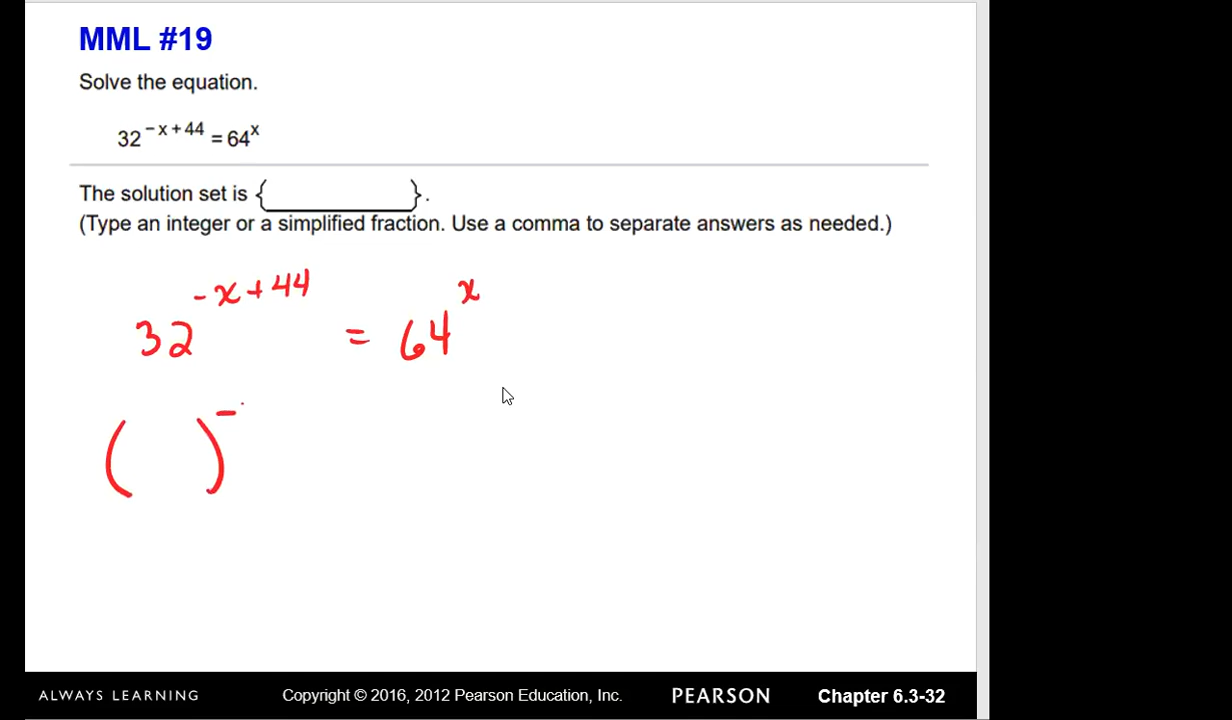 MML #19
Solve the equation.
32^{-x+44} = 64^x
The solution set is { }.
(Type an integer or a simplified fraction. Use a comma to separate answers as needed.)
32^{-x+44} = 64^x
( )^-
ALWAYS LEARNING Copyright © 2016, 2012 Pearson Education, Inc. PEARSON Chapter 6.3-32